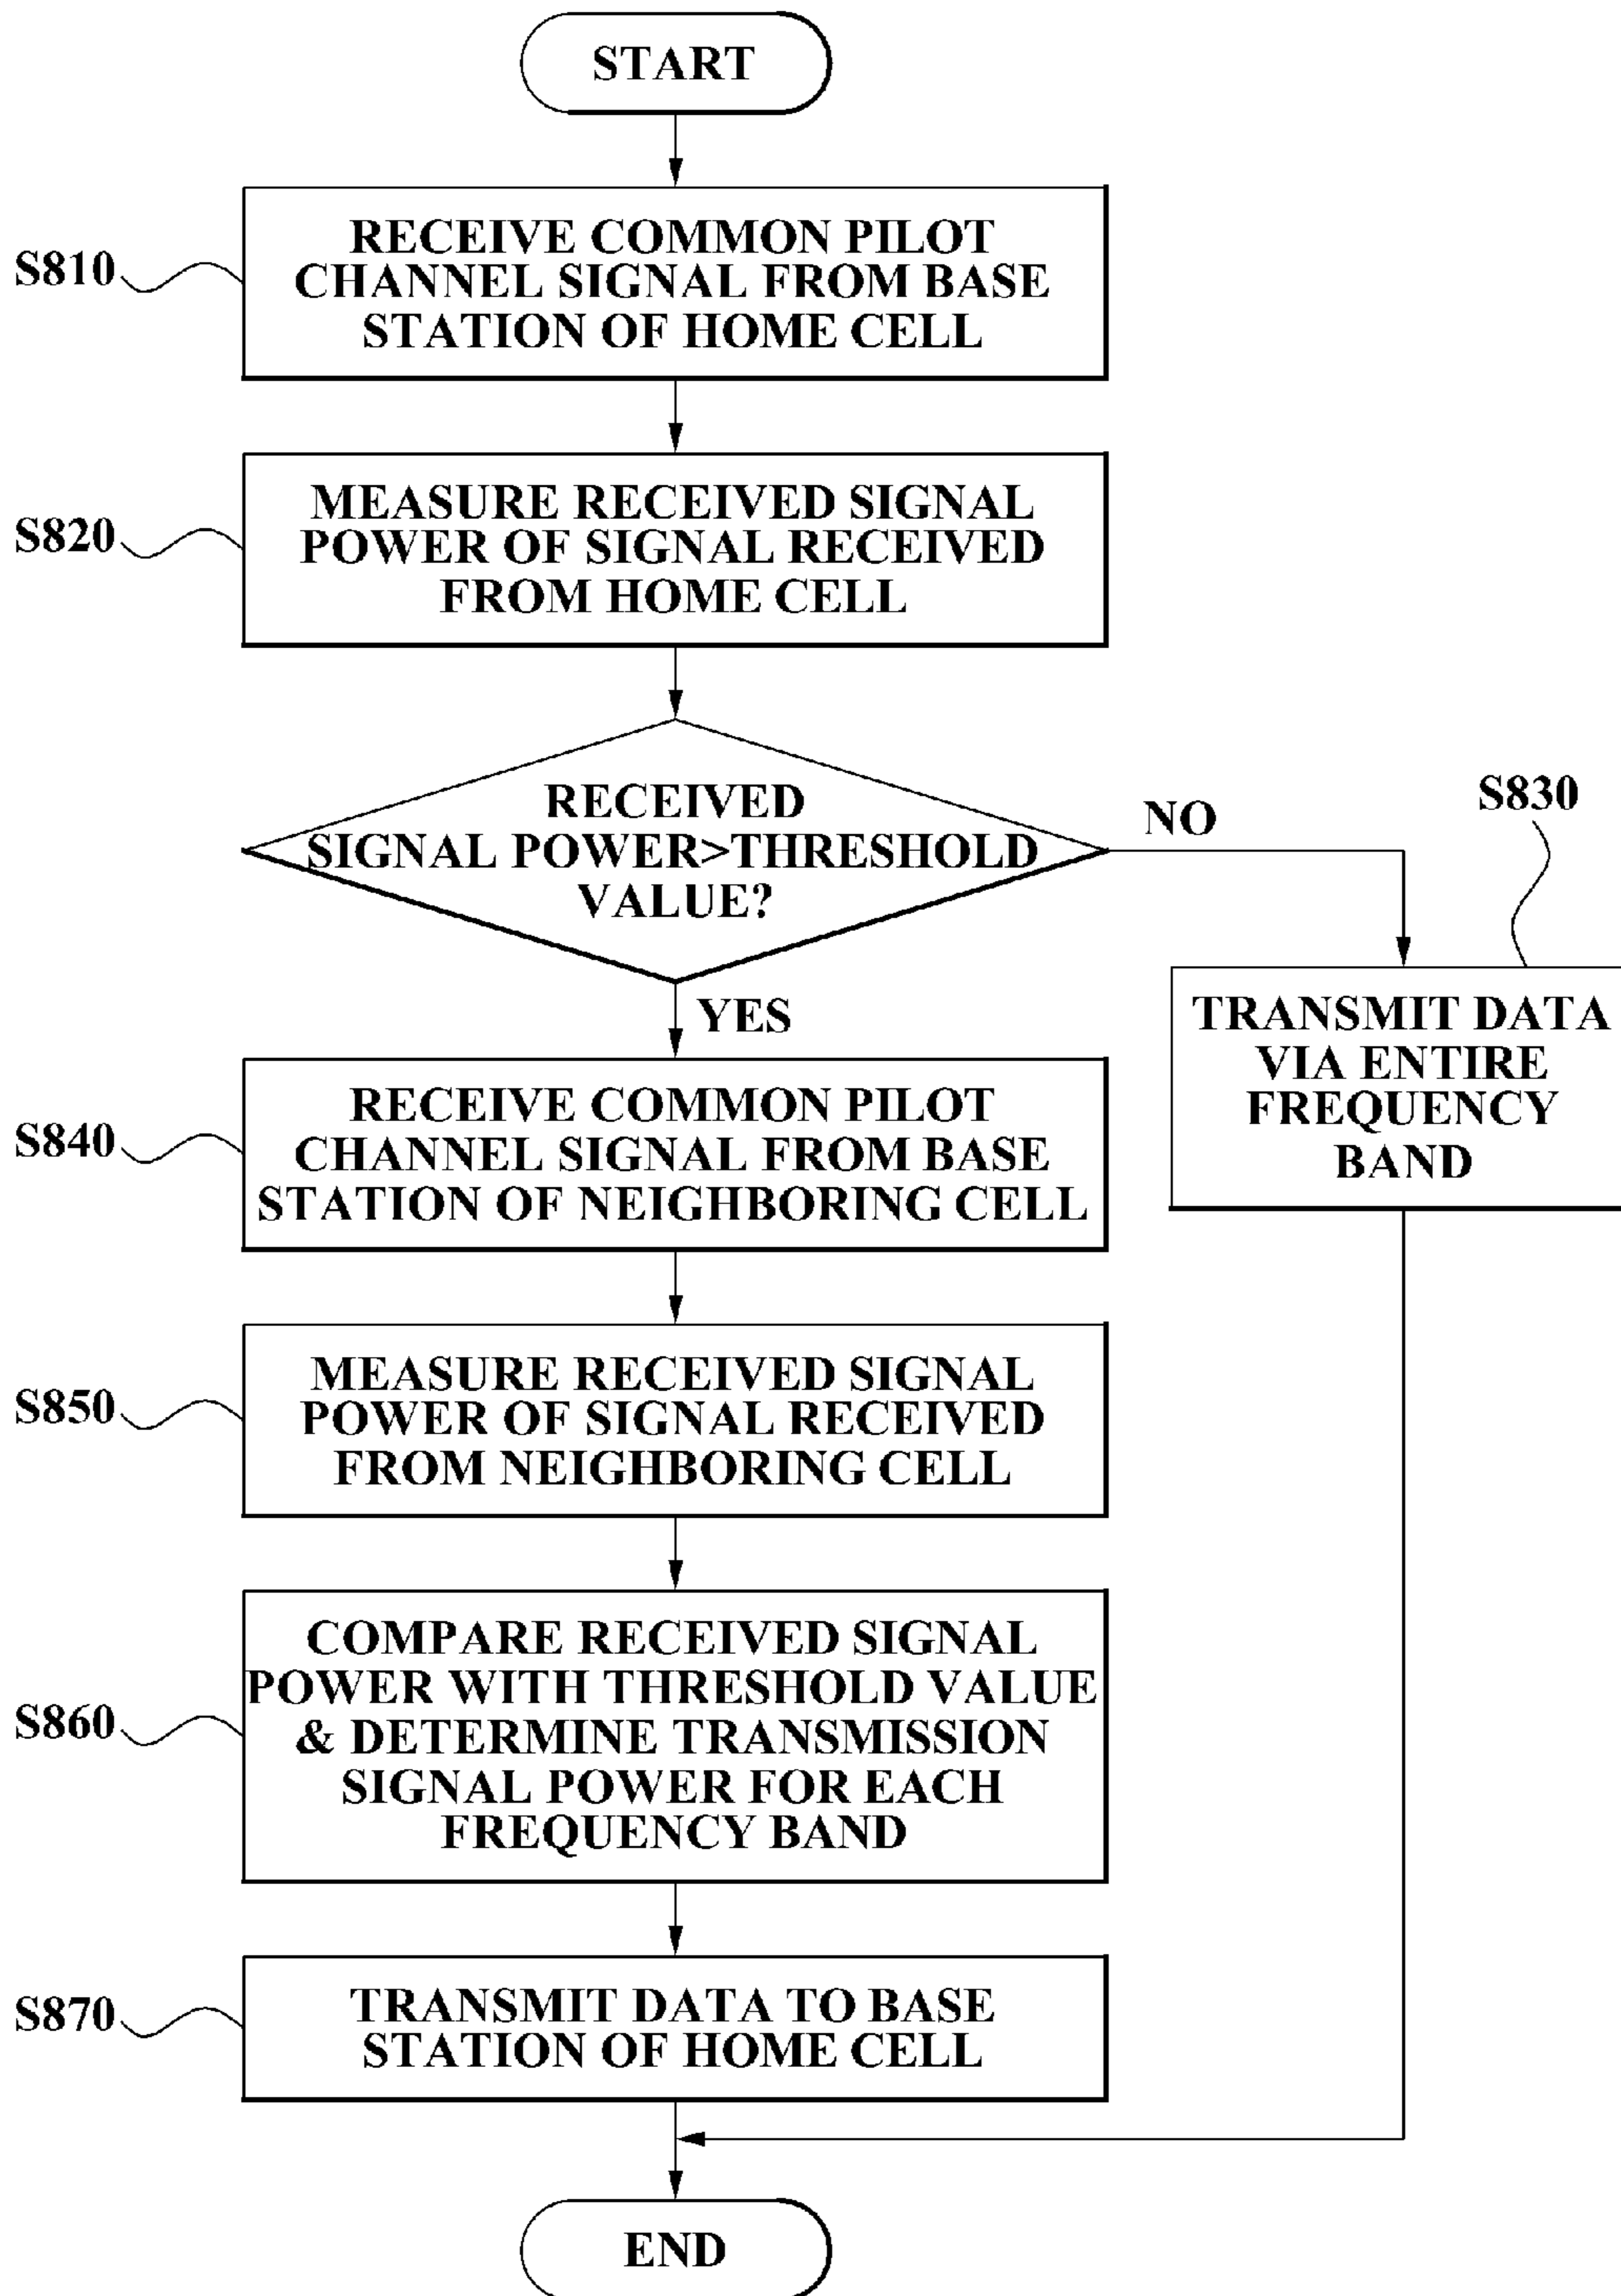 START
S810
RECEIVE COMMON PILOT
CHANNEL SIGNAL FROM BASE
STATION OF HOME CELL
S820
MEASURE RECEIVED SIGNAL
POWER OF SIGNAL RECEIVED
FROM HOME CELL
RECEIVED
SIGNAL POWER>THRESHOLD
VALUE?
NO
S830
TRANSMIT DATA
VIA ENTIRE
FREQUENCY
BAND
YES
S840
RECEIVE COMMON PILOT
CHANNEL SIGNAL FROM BASE
STATION OF NEIGHBORING CELL
S850
MEASURE RECEIVED SIGNAL
POWER OF SIGNAL RECEIVED
FROM NEIGHBORING CELL
S860
COMPARE RECEIVED SIGNAL
POWER WITH THRESHOLD VALUE
& DETERMINE TRANSMISSION
SIGNAL POWER FOR EACH
FREQUENCY BAND
S870
TRANSMIT DATA TO BASE
STATION OF HOME CELL
END